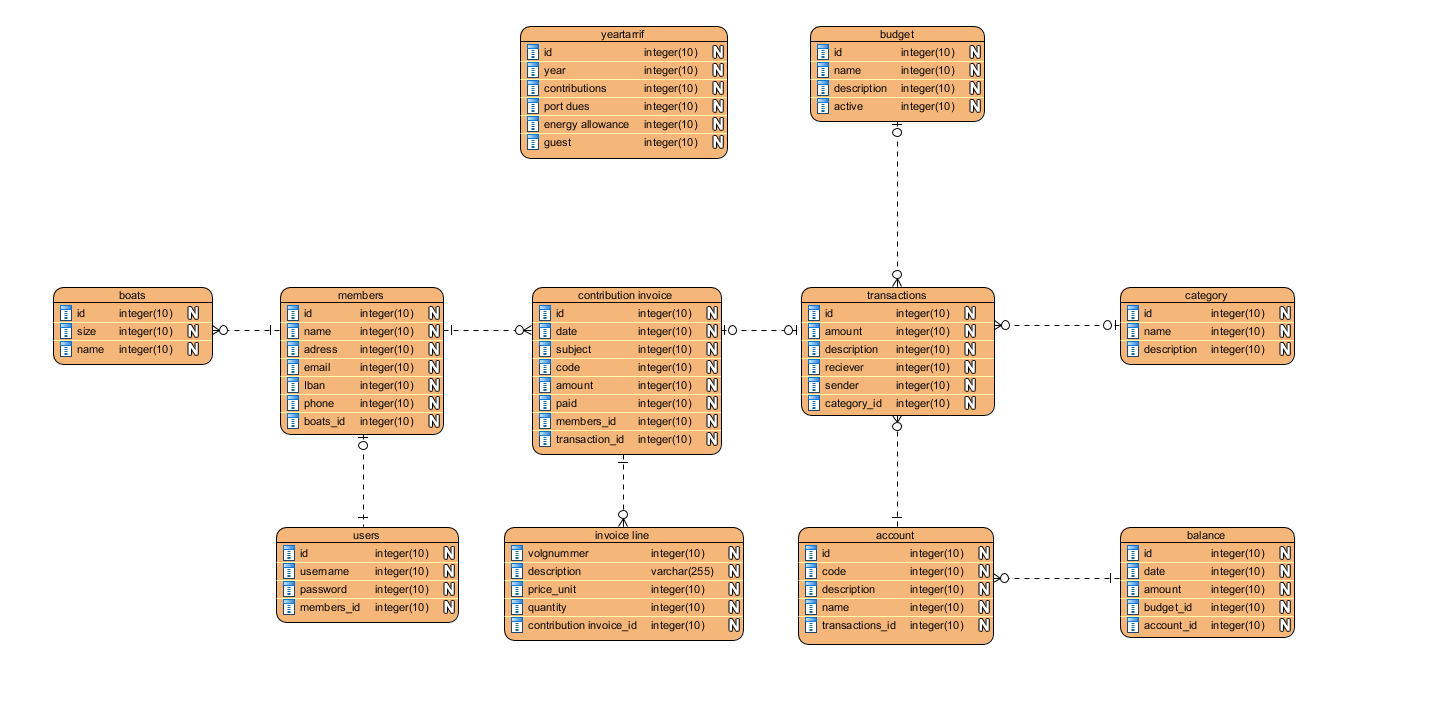 yeartarrif
id integer(10) N
year integer(10) N
contributions integer(10) N
port dues integer(10) N
energy allowance integer(10) N
guest integer(10) N
budget
id integer(10) N
name integer(10) N
description integer(10) N
active integer(10) N
boats
id integer(10) N
size integer(10) N
name integer(10) N
members
id integer(10) N
name integer(10) N
adress integer(10) N
email integer(10) N
Iban integer(10) N
phone integer(10) N
boats_id integer(10) N
contribution invoice
id integer(10) N
date integer(10) N
subject integer(10) N
code integer(10) N
amount integer(10) N
paid integer(10) N
members_id integer(10) N
transaction_id integer(10) N
transactions
id integer(10) N
amount integer(10) N
description integer(10) N
reciever integer(10) N
sender integer(10) N
category_id integer(10) N
category
id integer(10) N
name integer(10) N
description integer(10) N
users
id integer(10) N
username integer(10) N
password integer(10) N
members_id integer(10) N
invoice line
volgnummer integer(10) N
description varchar(255) N
price_unit integer(10) N
quantity integer(10) N
contribution invoice_id integer(10) N
account
id integer(10) N
code integer(10) N
description integer(10) N
name integer(10) N
transactions_id integer(10) N
balance
id integer(10) N
date integer(10) N
amount integer(10) N
budget_id integer(10) N
account_id integer(10) N